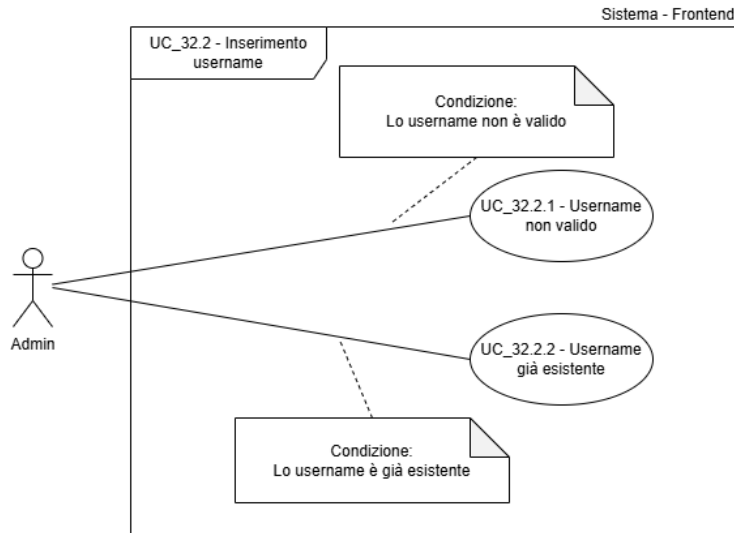 Sistema - Frontend
UC_32.2 - Inserimento
username
Condizione:
Lo username non è valido
UC_32.2.1 - Username
non valido
Admin
UC_32.2.2 - Username
già esistente
Condizione:
Lo username è già esistente